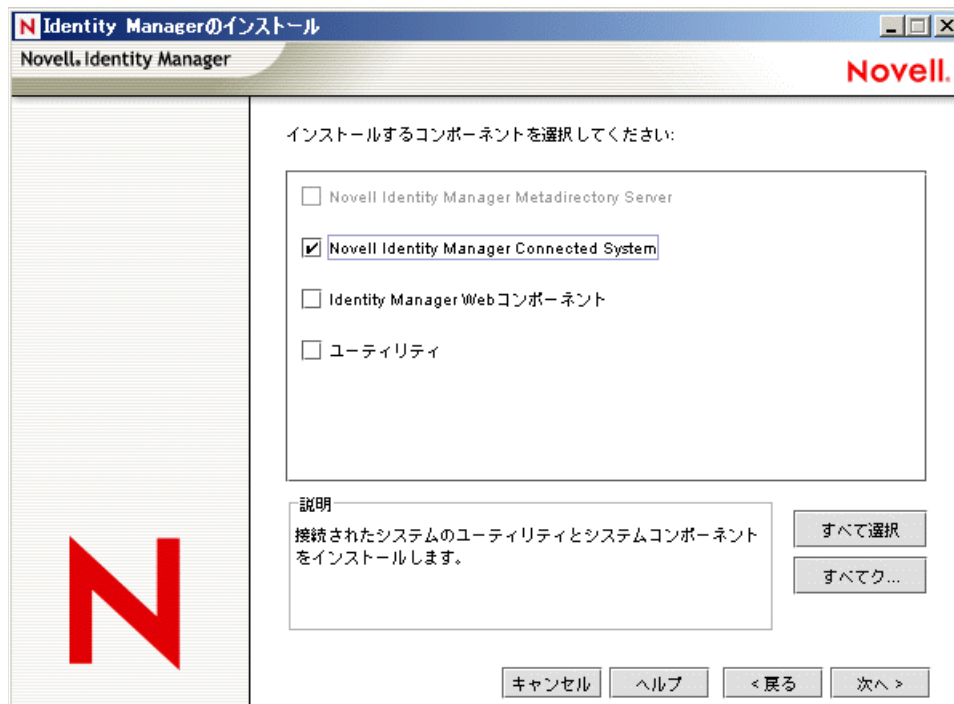 Identity Managerのインストール
Novell. Identity Manager
Novell.
インストールするコンポーネントを選択してください:
Novell Identity Manager Metadirectory Server
Novell Identity Manager Connected System
Identity Manager Webコンポーネント
ユーティリティ
説明
接続されたシステムのユーティリティとシステムコンポーネント
をインストールします。
すべて選択
すべてク...
キャンセル
ヘルプ
< 戻る
次へ >